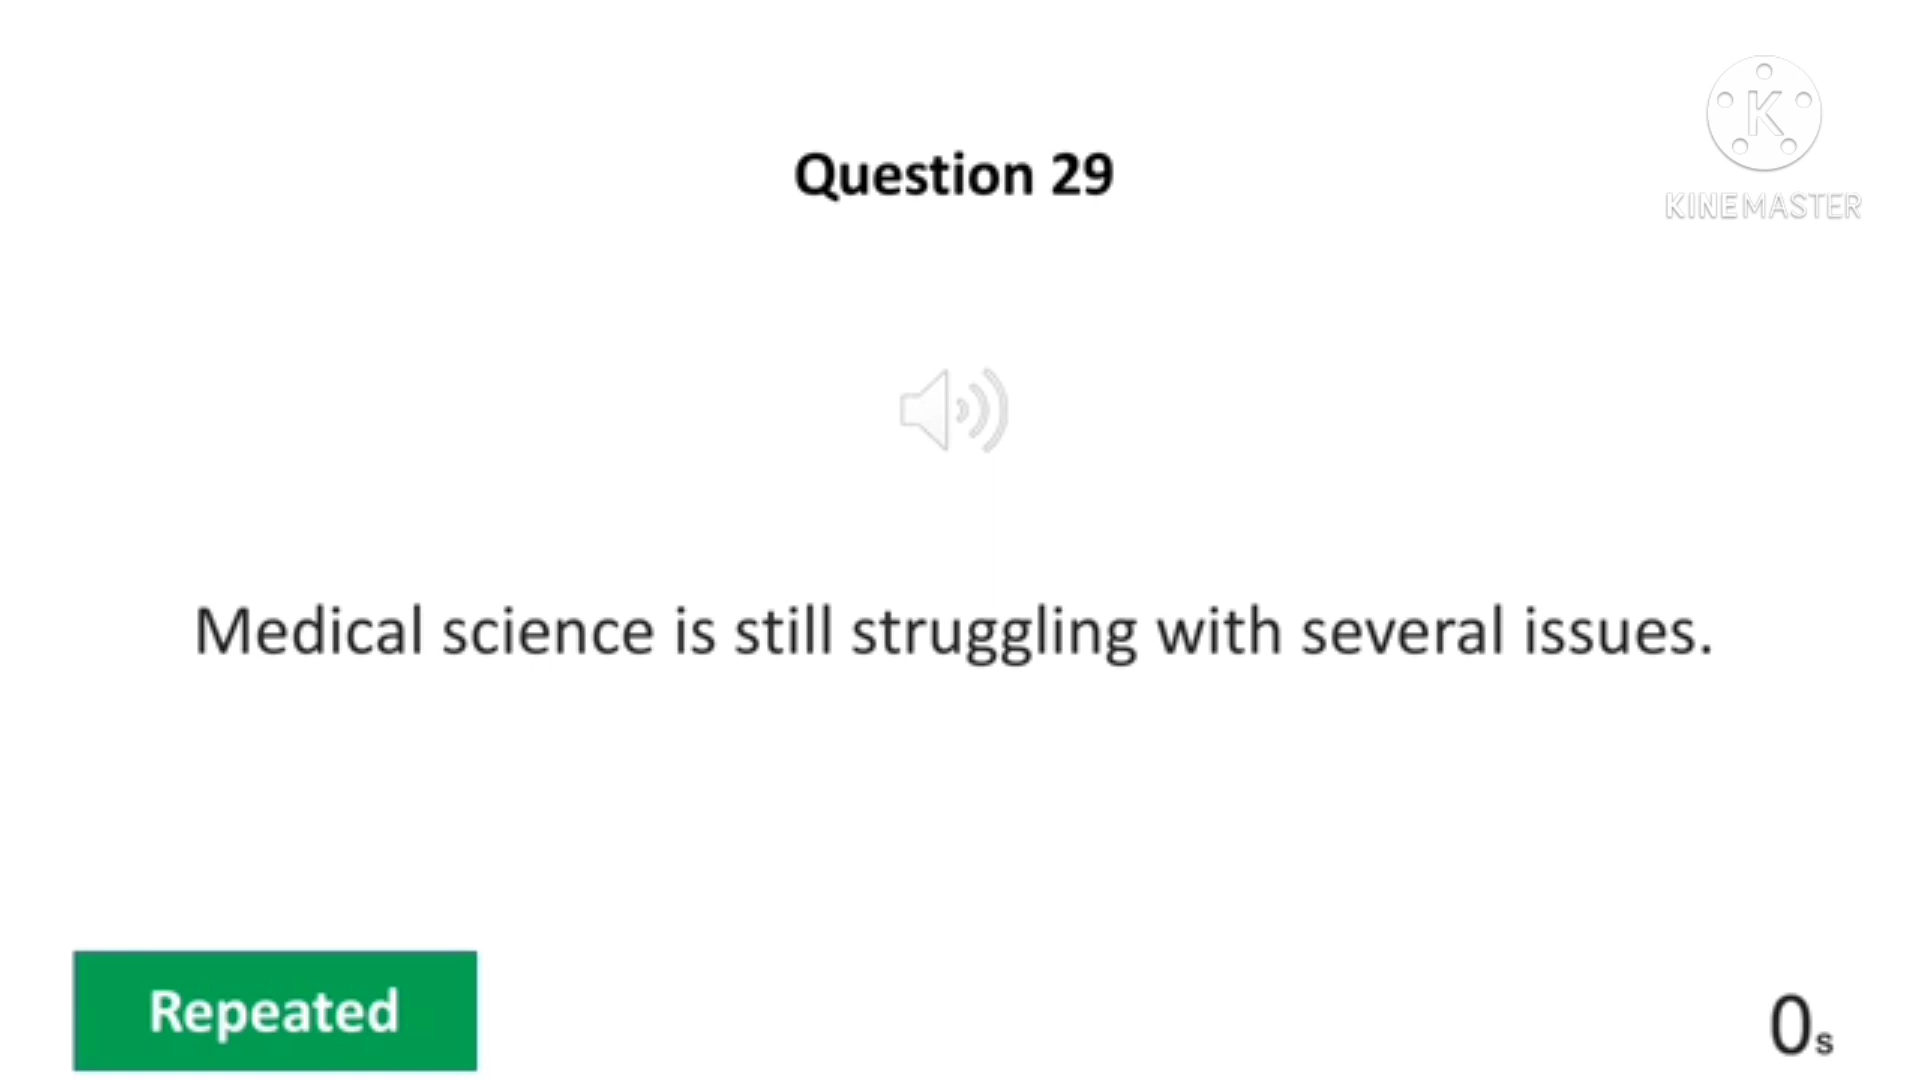 Question 29
K
KINEMASTER
Medical science is still struggling with several issues.
Repeated
0s